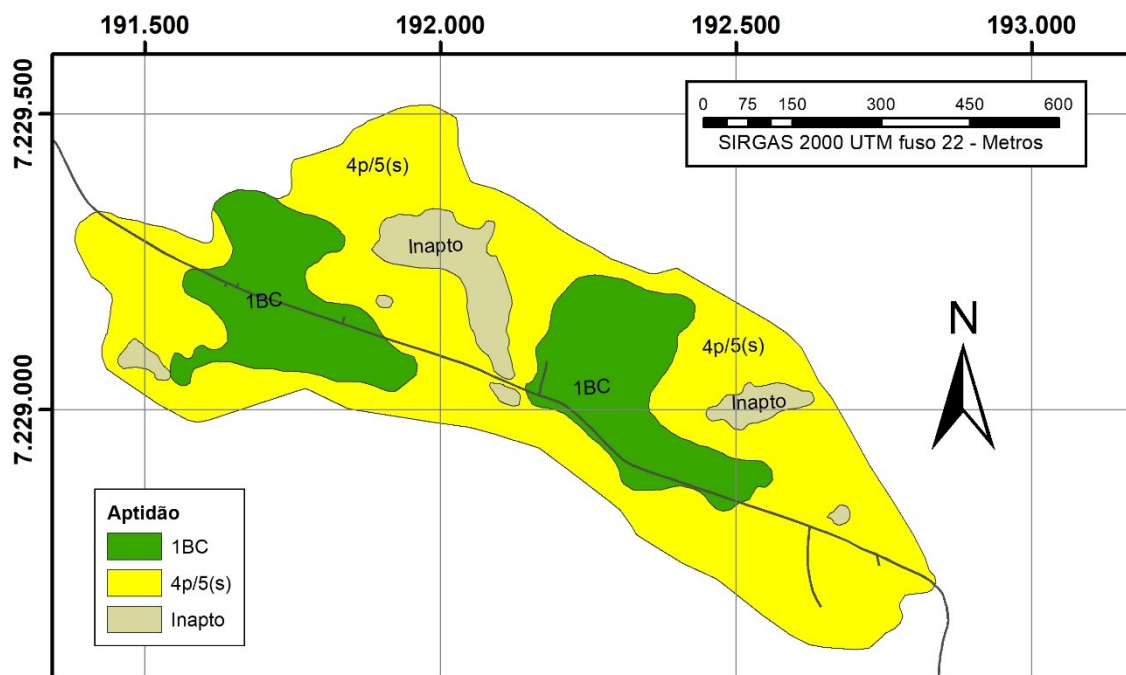 191.500 192.000 192.500 193.000
7.229.500
7.229.000
0 75 150 300 450 600
SIRGAS 2000 UTM fuso 22 - Metros
4p/5(s)
Inapto
1BC
4p/5(s)
1BC
Inapto
N
Aptidão
1BC
4p/5(s)
Inapto